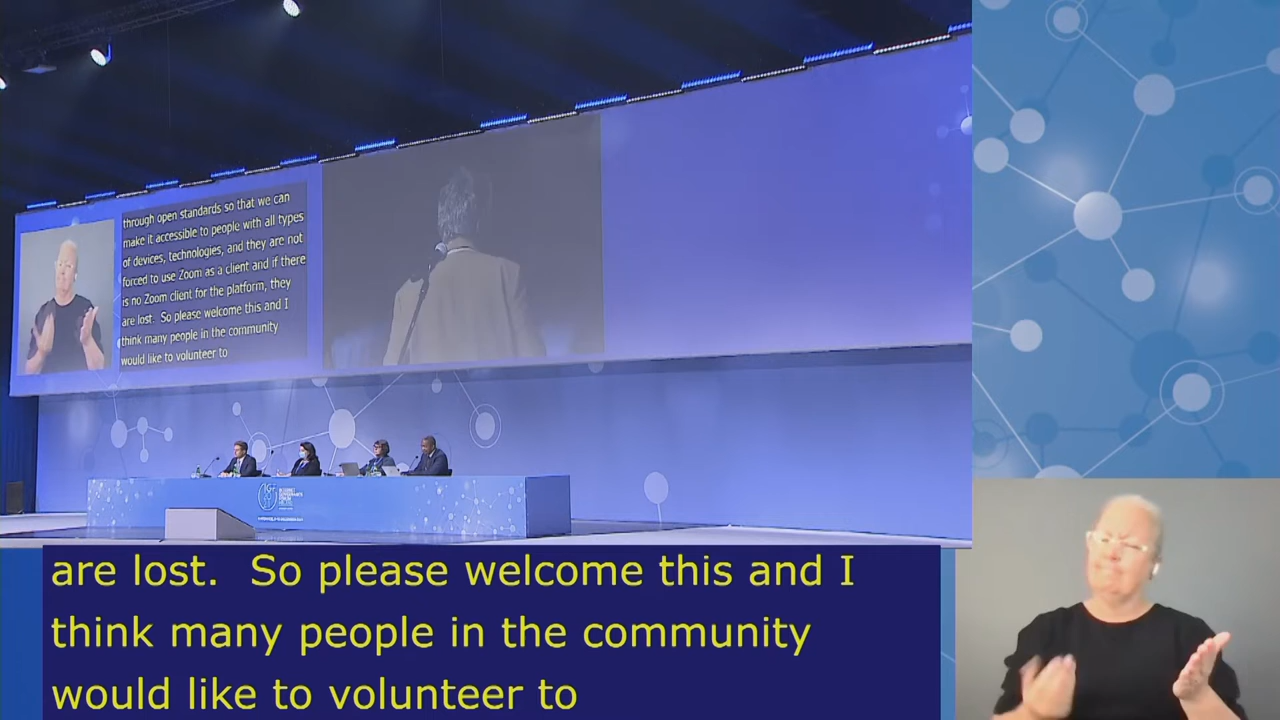 through open standards so that we can
make it accessible to people with all types
of devices, technologies, and they are not
forced to use Zoom as a client and if there
is no Zoom client for the platform, they
are lost. So please welcome this and I
think many people in the community
would like to volunteer to
INTERNET
GOVERNANCE
FORUM
are lost. So please welcome this and I
think many people in the community
would like to volunteer to